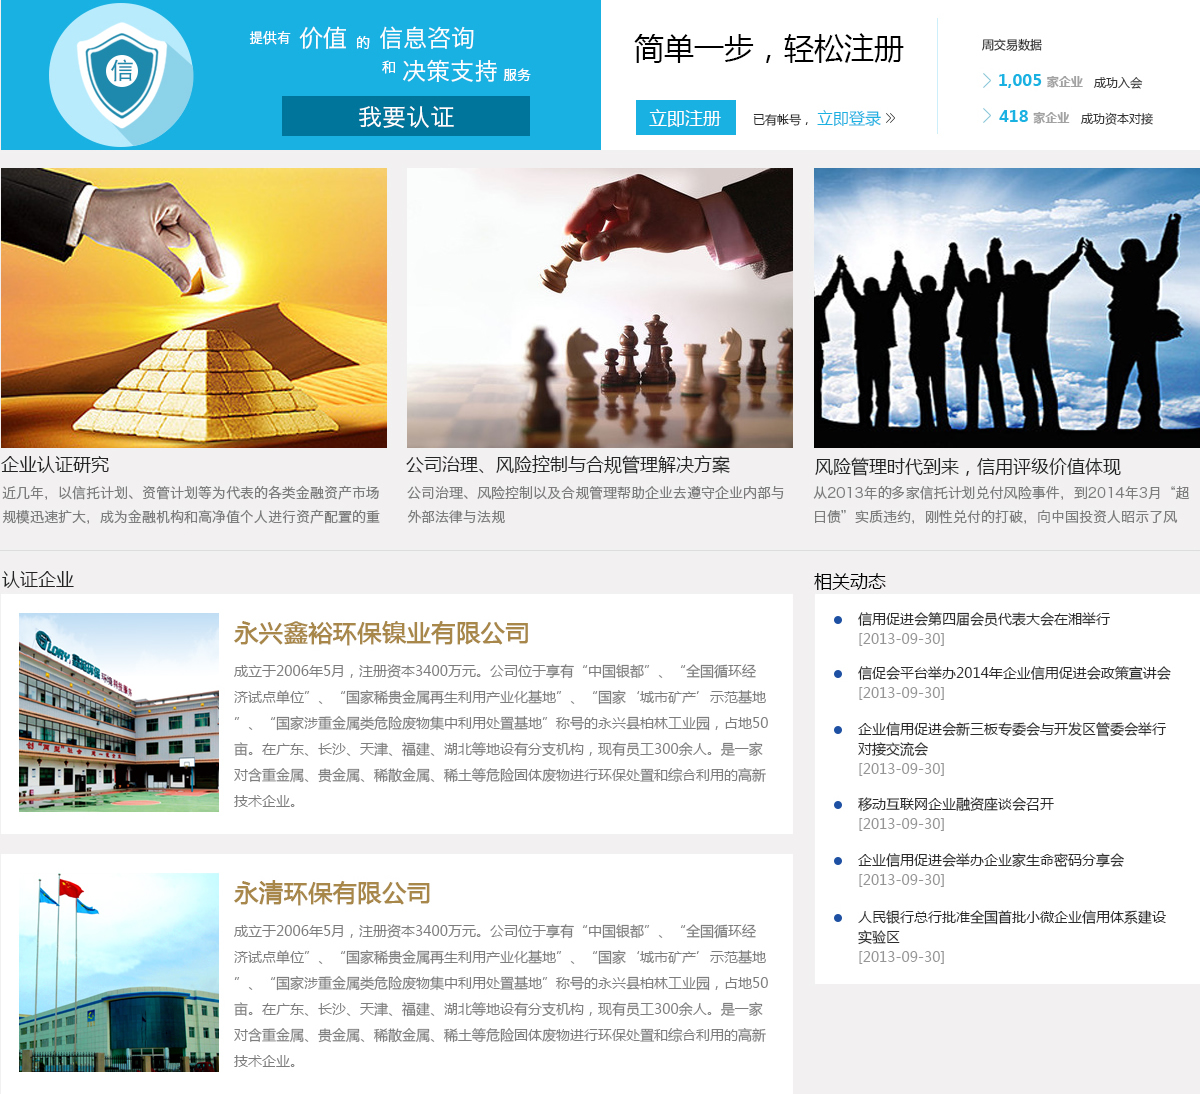 信
提供有 价值 的 信息咨询
和 决策支持 服务
我要认证
简单一步，轻松注册
立即注册 已有帐号， 立即登录
周交易数据
1,005 家企业 成功入会
418 家企业 成功资本对接
企业认证研究
近几年，以信托计划、资管计划等为代表的各类金融资产市场
规模迅速扩大，成为金融机构和高净值个人进行资产配置的重
公司治理、风险控制与合规管理解决方案
公司治理、风险控制以及合规管理帮助企业去遵守企业内部与
外部法律与法规
风险管理时代到来，信用评级价值体现
从2013年的多家信托计划兑付风险事件，到2014年3月“超
日债”实质违约，刚性兑付的打破，向中国投资人昭示了风
认证企业
永兴鑫裕环保镍业有限公司
成立于2006年5月，注册资本3400万元。公司位于享有“中国银都”、“全国循环经
济试点单位”、“国家稀贵金属再生利用产业化基地”、“国家‘城市矿产’示范基地
”、“国家涉重金属类危险废物集中利用处置基地”称号的永兴县柏林工业园，占地50
亩。在广东、长沙、天津、福建、湖北等地设有分支机构，现有员工300余人。是一家
对含重金属、贵金属、稀散金属、稀土等危险固体废物进行环保处置和综合利用的高新
技术企业。
永清环保有限公司
成立于2006年5月，注册资本3400万元。公司位于享有“中国银都”、“全国循环经
济试点单位”、“国家稀贵金属再生利用产业化基地”、“国家‘城市矿产’示范基地
”、“国家涉重金属类危险废物集中利用处置基地”称号的永兴县柏林工业园，占地50
亩。在广东、长沙、天津、福建、湖北等地设有分支机构，现有员工300余人。是一家
对含重金属、贵金属、稀散金属、稀土等危险固体废物进行环保处置和综合利用的高新
技术企业。
相关动态
信用促进会第四届会员代表大会在湘举行
[2013-09-30]
信促会平台举办2014年企业信用促进会政策宣讲会
[2013-09-30]
企业信用促进会新三板专委会与开发区管委会举行
对接交流会
[2013-09-30]
移动互联网企业融资座谈会召开
[2013-09-30]
企业信用促进会举办企业家生命密码分享会
[2013-09-30]
人民银行总行批准全国首批小微企业信用体系建设
实验区
[2013-09-30]